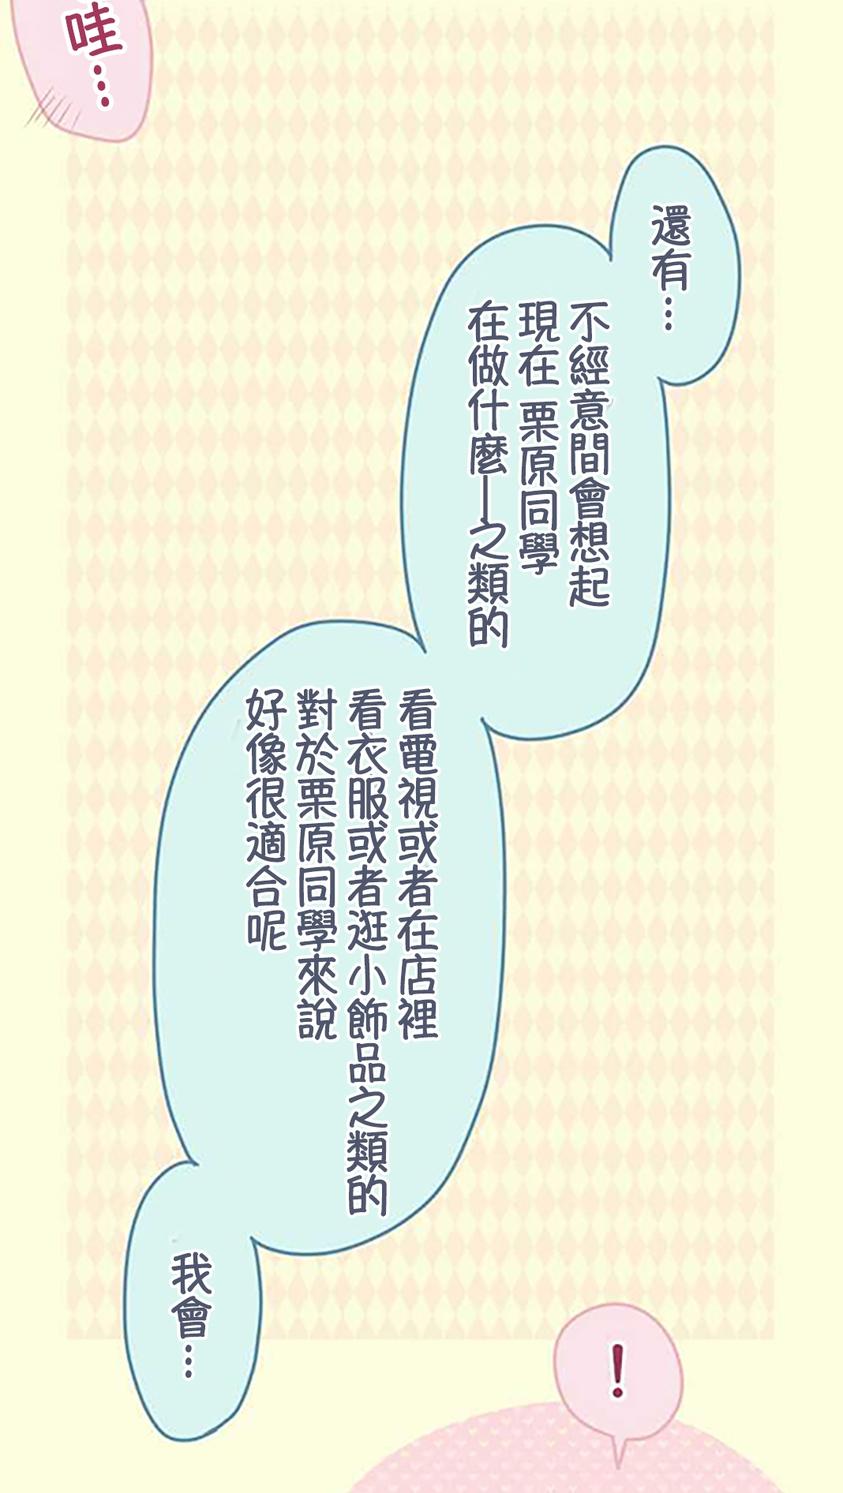 哇…
還有…
不經意間會想起
現在 栗原同學
在做什麼—之類的
看電視或者在店裡
看衣服或者逛小飾品之類的
對於栗原同學來說
好像很適合呢
我會…
！